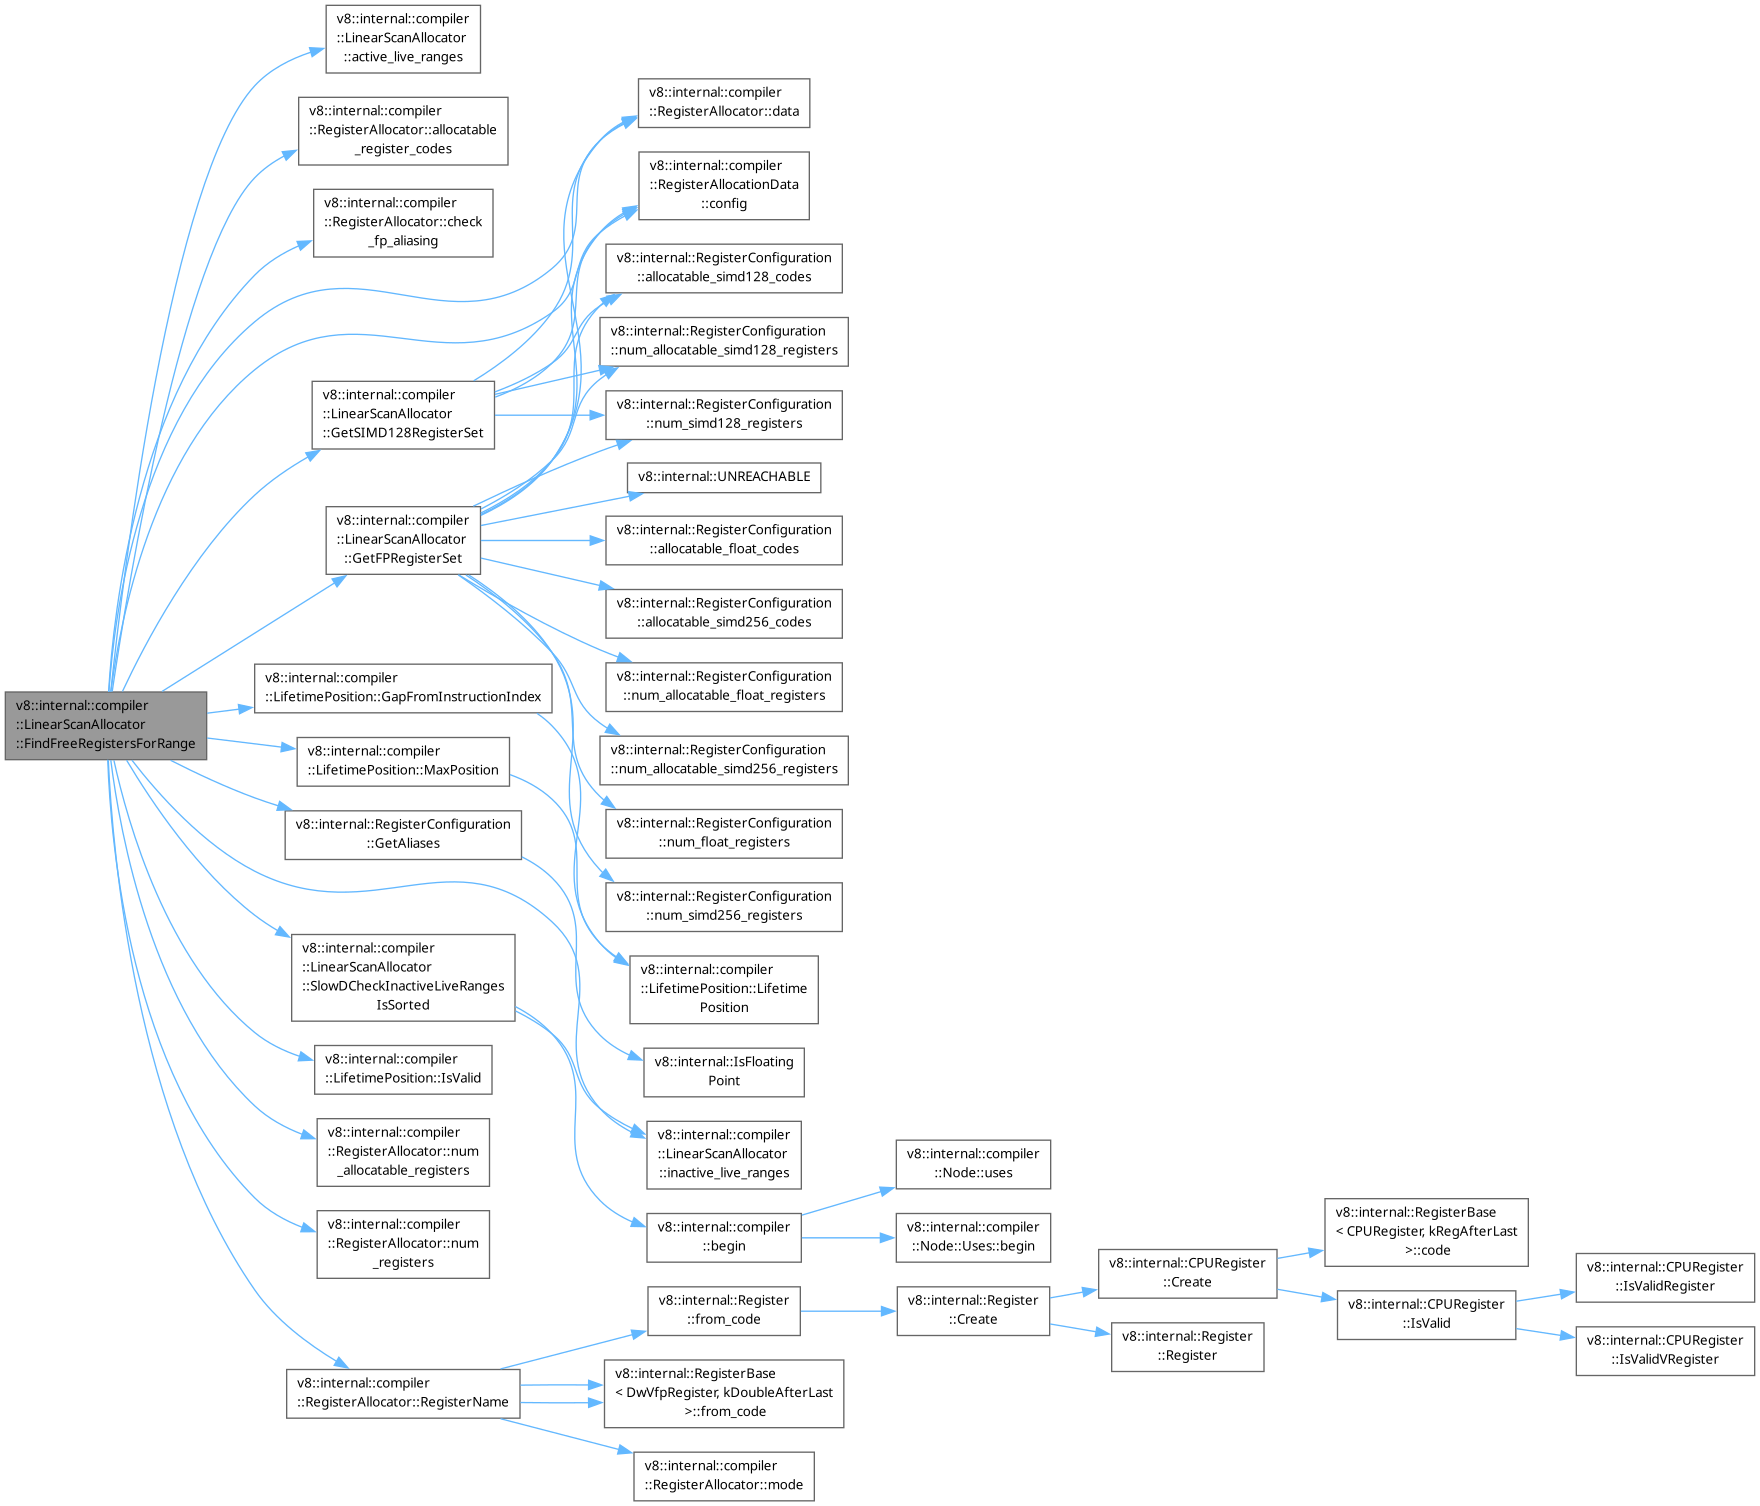 v8::internal::compiler
::LinearScanAllocator
::FindFreeRegistersForRange
v8::internal::compiler
::LinearScanAllocator
::active_live_ranges
v8::internal::compiler
::RegisterAllocator::allocatable
_register_codes
v8::internal::compiler
::RegisterAllocator::check
_fp_aliasing
v8::internal::compiler
::LinearScanAllocator
::GetSIMD128RegisterSet
v8::internal::compiler
::LinearScanAllocator
::GetFPRegisterSet
v8::internal::compiler
::LifetimePosition::GapFromInstructionIndex
v8::internal::compiler
::LifetimePosition::MaxPosition
v8::internal::RegisterConfiguration
::GetAliases
v8::internal::compiler
::LinearScanAllocator
::SlowDCheckInactiveLiveRanges
IsSorted
v8::internal::compiler
::LifetimePosition::IsValid
v8::internal::compiler
::RegisterAllocator::num
_allocatable_registers
v8::internal::compiler
::RegisterAllocator::num
_registers
v8::internal::compiler
::RegisterAllocator::RegisterName
v8::internal::compiler
::RegisterAllocator::data
v8::internal::compiler
::RegisterAllocationData
::config
v8::internal::RegisterConfiguration
::allocatable_simd128_codes
v8::internal::RegisterConfiguration
::num_allocatable_simd128_registers
v8::internal::RegisterConfiguration
::num_simd128_registers
v8::internal::UNREACHABLE
v8::internal::RegisterConfiguration
::allocatable_float_codes
v8::internal::RegisterConfiguration
::allocatable_simd256_codes
v8::internal::RegisterConfiguration
::num_allocatable_float_registers
v8::internal::RegisterConfiguration
::num_allocatable_simd256_registers
v8::internal::RegisterConfiguration
::num_float_registers
v8::internal::RegisterConfiguration
::num_simd256_registers
v8::internal::compiler
::LifetimePosition::Lifetime
Position
v8::internal::IsFloating
Point
v8::internal::compiler
::LinearScanAllocator
::inactive_live_ranges
v8::internal::compiler
::begin
v8::internal::Register
::from_code
v8::internal::RegisterBase
< DwVfpRegister, kDoubleAfterLast
>::from_code
v8::internal::compiler
::RegisterAllocator::mode
v8::internal::compiler
::Node::uses
v8::internal::compiler
::Node::Uses::begin
v8::internal::Register
::Create
v8::internal::CPURegister
::Create
v8::internal::Register
::Register
v8::internal::RegisterBase
< CPURegister, kRegAfterLast
>::code
v8::internal::CPURegister
::IsValid
v8::internal::CPURegister
::IsValidRegister
v8::internal::CPURegister
::IsValidVRegister